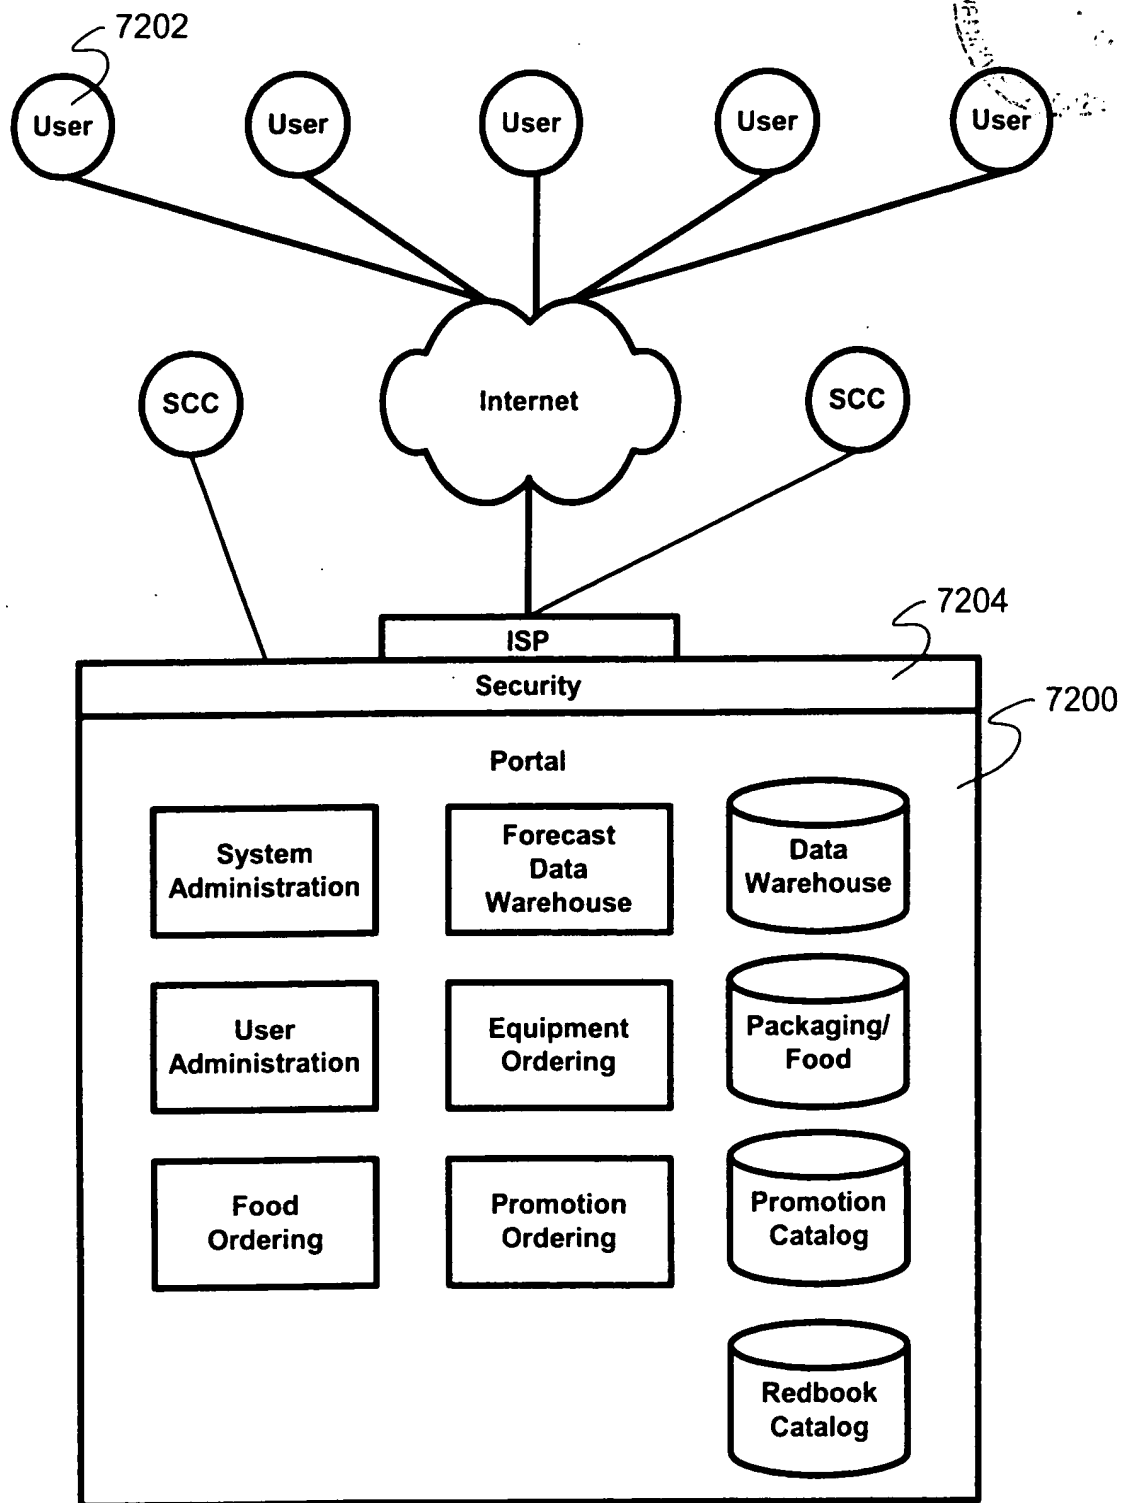 7202
User
User
User
User
User
SCC
Internet
SCC
7204
ISP
Security
7200
Portal
System
Administration
Forecast
Data
Warehouse
Data
Warehouse
User
Administration
Equipment
Ordering
Packaging/
Food
Food
Ordering
Promotion
Ordering
Promotion
Catalog
Redbook
Catalog